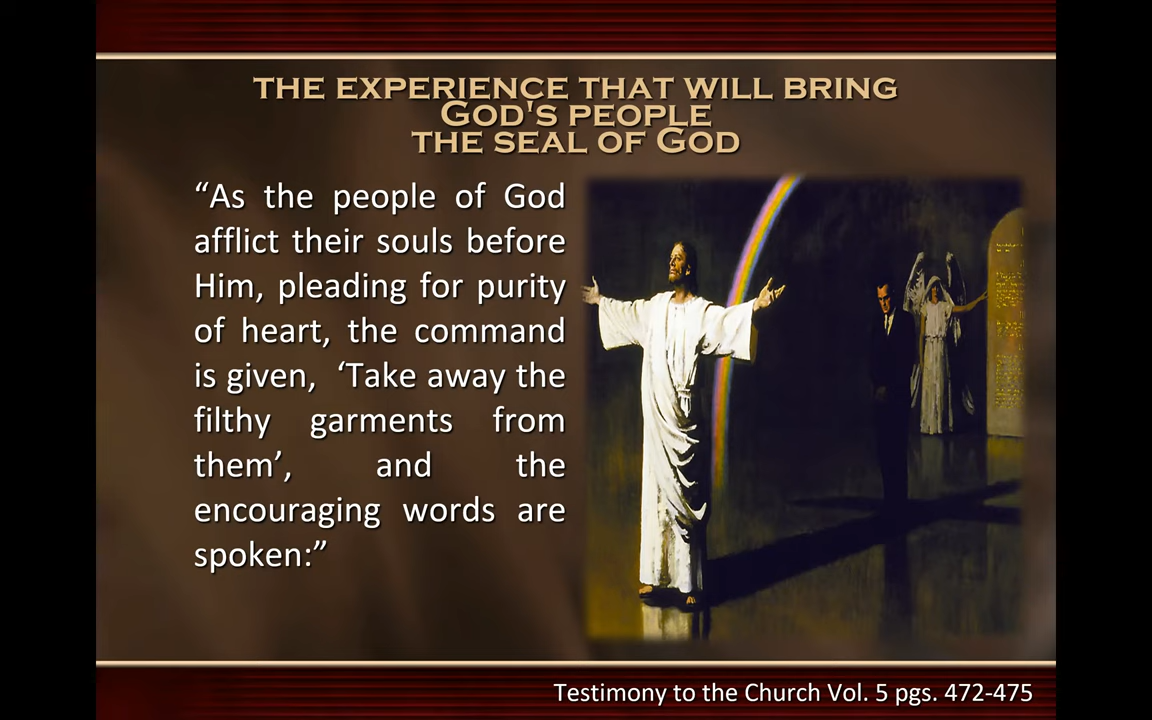 THE EXPERIENCE THAT WILL BRING
GOD'S PEOPLE
THE SEAL OF GOD
“As the people of God
afflict their souls before
Him, pleading for purity
of heart, the command
is given, ‘Take away the
filthy garments from
them’, and the
encouraging words are
spoken:”
Testimony to the Church Vol. 5 pgs. 472-475